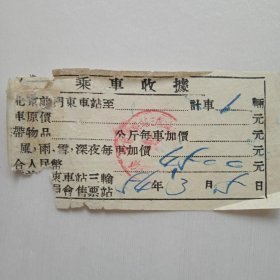 乘車收據
北京前門東車站至 計車 1 輛
車原價 元
帶物品 公斤每車加價 元
風,雨,雪,深夜每車加價 元
合人民幣 4500 元
東車站三輪
會售票站 54年3月5日